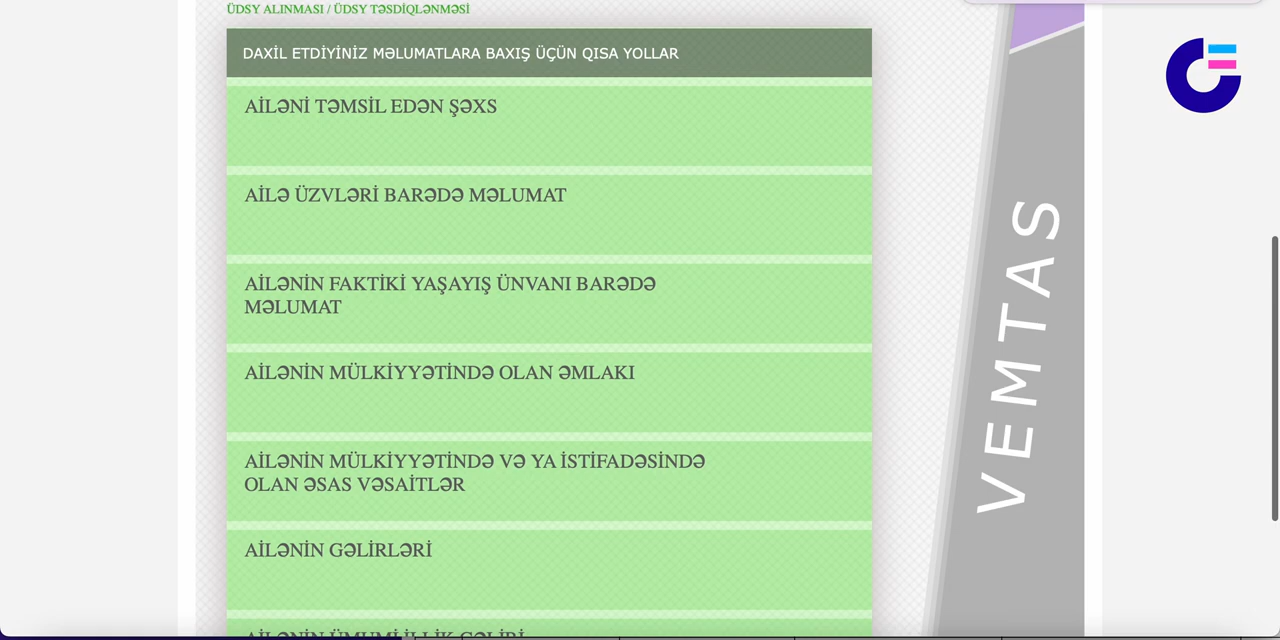 ÜDSY ALINMASI / ÜDSY TƏSDİQLƏNMƏSİ
DAXİL ETDİYİNİZ MƏLUMATLARA BAXIŞ ÜÇÜN QISA YOLLAR
AİLƏNİ TƏMSİL EDƏN ŞƏXS
AİLƏ ÜZVLƏRİ BARƏDƏ MƏLUMAT
AİLƏNİN FAKTİKİ YAŞAYIŞ ÜNVANI BARƏDƏ
MƏLUMAT
AİLƏNİN MÜLKİYYƏTİNDƏ OLAN ƏMLAKI
AİLƏNİN MÜLKİYYƏTİNDƏ VƏ YA İSTİFADƏSİNDƏ
OLAN ƏSAS VƏSAİTLƏR
AİLƏNİN GƏLİRLƏRİ
VEMTAS